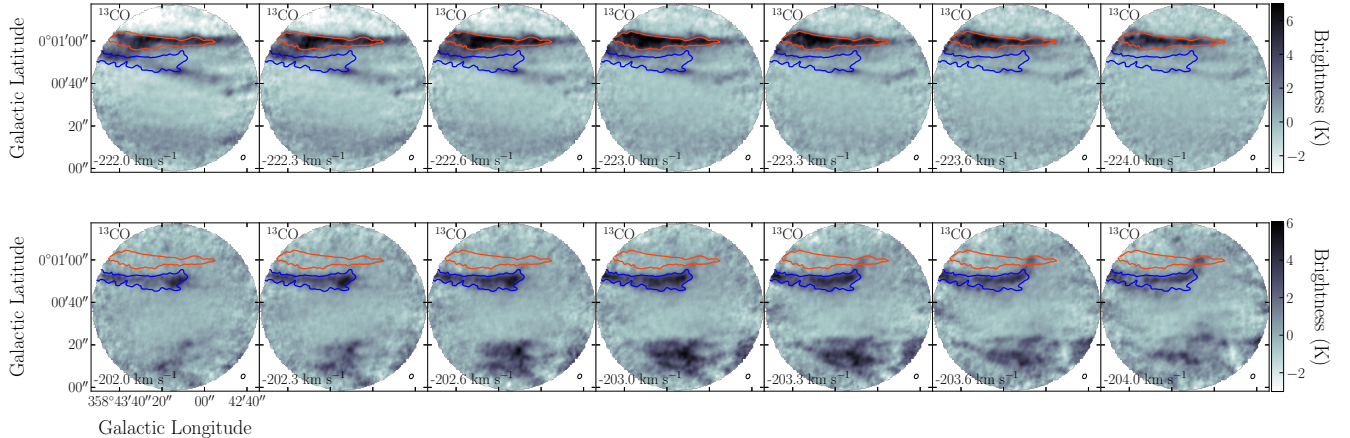 ¹³CO ¹³CO ¹³CO ¹³CO ¹³CO ¹³CO ¹³CO
Galactic Latitude
0°01′00″
00′40″
20″
00″
-222.0 km s⁻¹ -222.3 km s⁻¹ -222.6 km s⁻¹ -223.0 km s⁻¹ -223.3 km s⁻¹ -223.6 km s⁻¹ -224.0 km s⁻¹
6
4
2
0
−2
Brightness (K)
¹³CO ¹³CO ¹³CO ¹³CO ¹³CO ¹³CO ¹³CO
Galactic Latitude
0°01′00″
00′40″
20″
00″
-202.0 km s⁻¹ -202.3 km s⁻¹ -202.6 km s⁻¹ -203.0 km s⁻¹ -203.3 km s⁻¹ -203.6 km s⁻¹ -204.0 km s⁻¹
6
4
2
0
−2
Brightness (K)
358°43′40″20″ 00″ 42′40″
Galactic Longitude